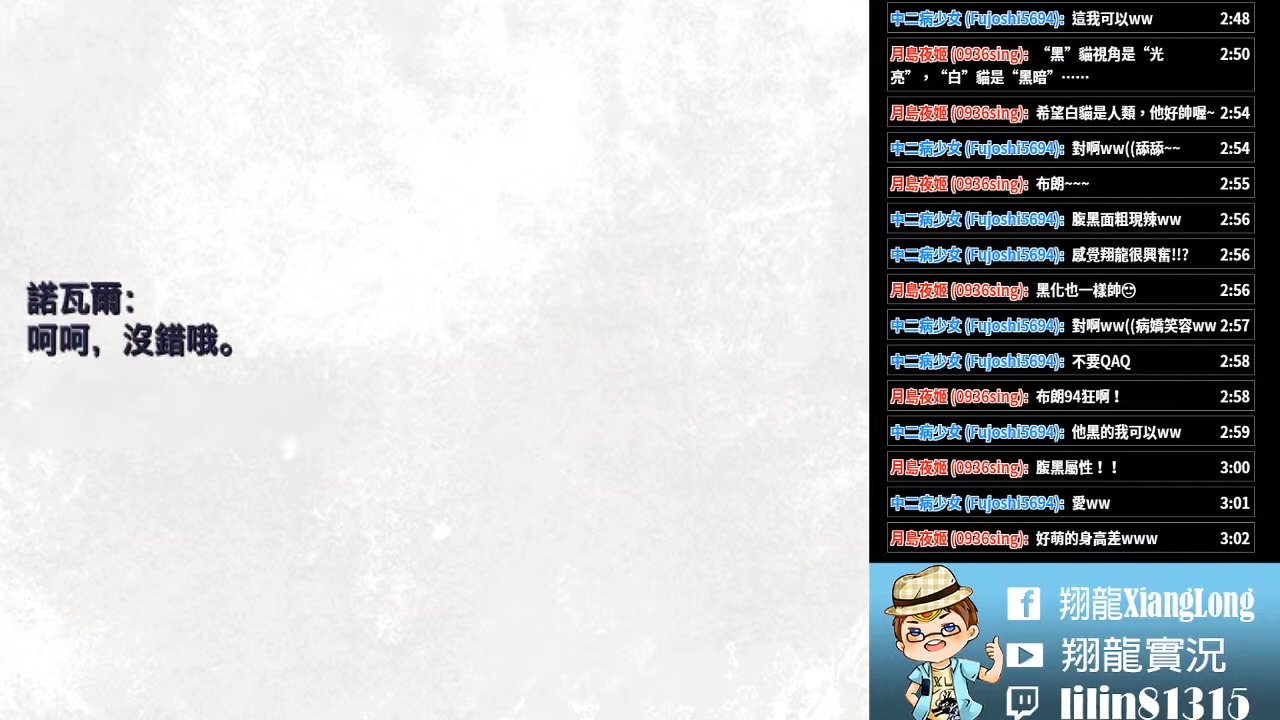 諾瓦爾：
呵呵，沒錯哦。
中二病少女 (Fujoshi5694): 這我可以ww 2:48
月島夜姬 (0936sing): “黑”貓視角是“光 2:50
亮”，“白”貓是“黑暗”……
月島夜姬 (0936sing): 希望白貓是人類，他好帥喔~ 2:54
中二病少女 (Fujoshi5694): 對啊ww((舔舔~~ 2:54
月島夜姬 (0936sing): 布朗~~~ 2:55
中二病少女 (Fujoshi5694): 腹黑面粗現辣ww 2:56
中二病少女 (Fujoshi5694): 感覺翔龍很興奮!!? 2:56
月島夜姬 (0936sing): 黑化也一樣帥😍 2:56
中二病少女 (Fujoshi5694): 對啊ww((病嬌笑容ww 2:57
中二病少女 (Fujoshi5694): 不要QAQ 2:58
月島夜姬 (0936sing): 布朗94狂啊！ 2:58
中二病少女 (Fujoshi5694): 他黑的我可以ww 2:59
月島夜姬 (0936sing): 腹黑屬性！！ 3:00
中二病少女 (Fujoshi5694): 愛ww 3:01
月島夜姬 (0936sing): 好萌的身高差www 3:02
翔龍XiangLong
翔龍實況
lilin81315